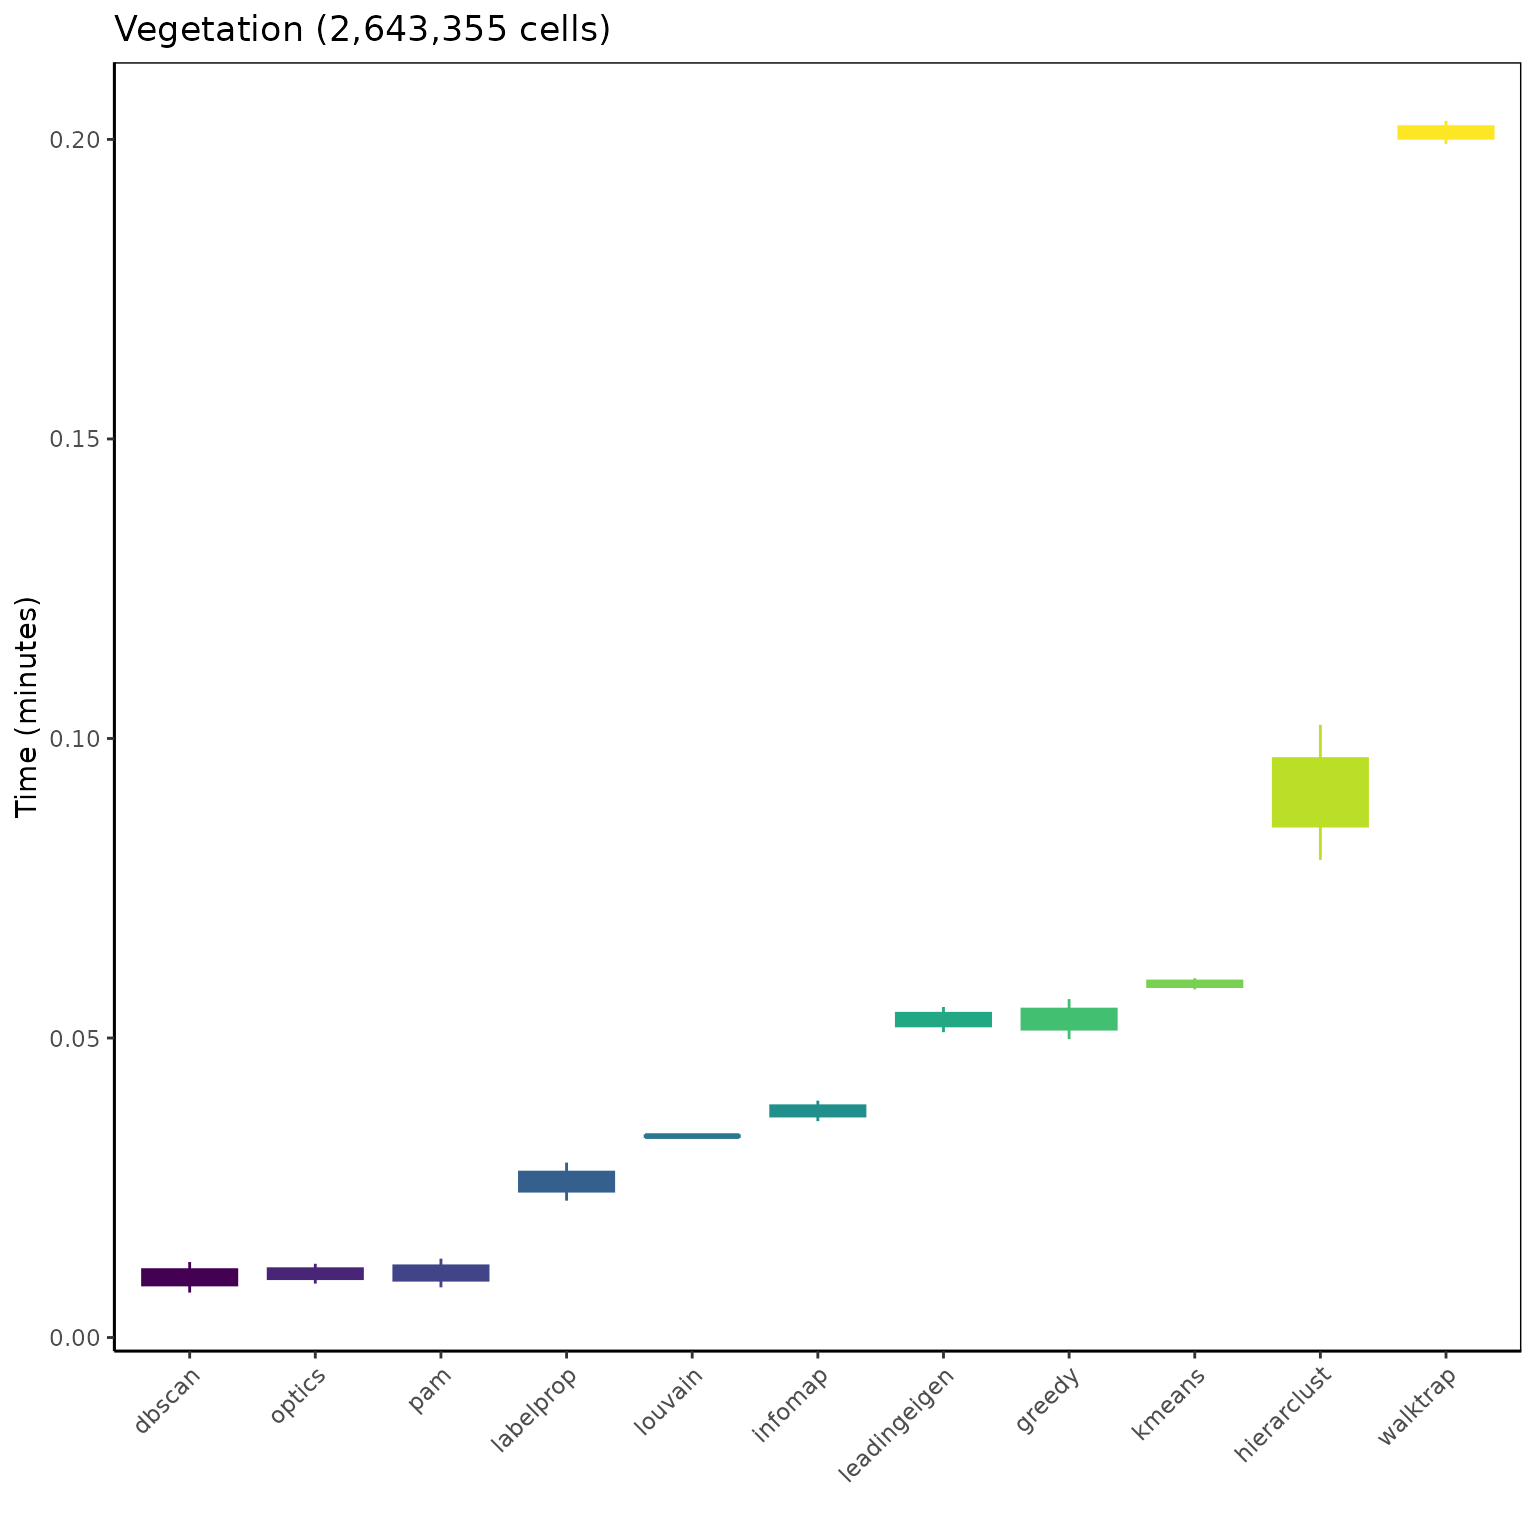 Vegetation (2,643,355 cells)
Time (minutes)
0.20
0.15
0.10
0.05
0.00
dbscan
optics
pam
labelprop
louvain
infomap
leadingeigen
greedy
kmeans
hierarclust
walktrap